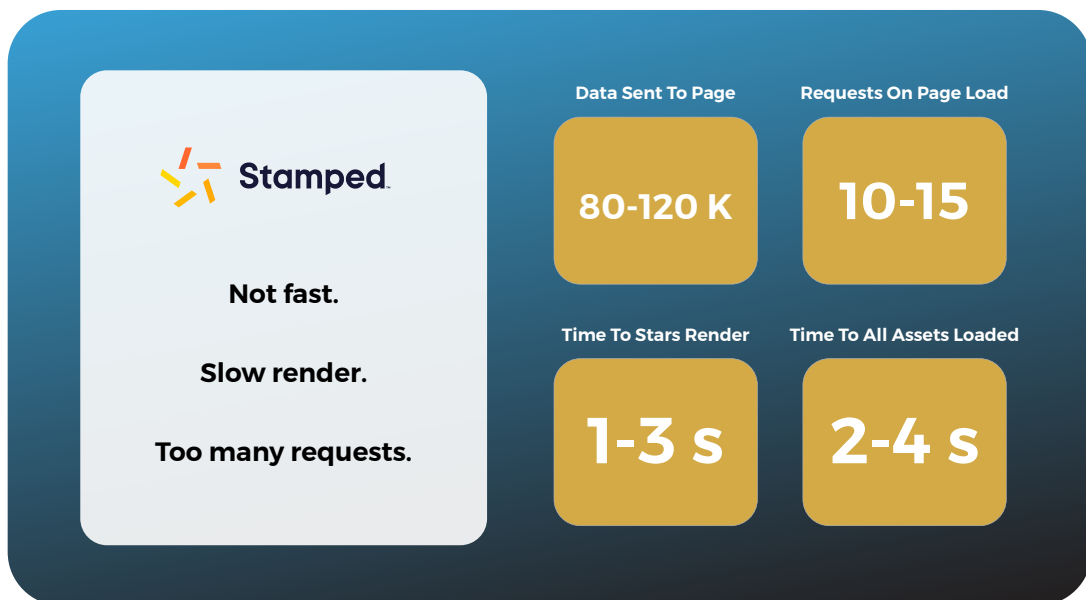 Stamped
Not fast.
Slow render.
Too many requests.
Data Sent To Page
80-120 K
Requests On Page Load
10-15
Time To Stars Render
1-3 s
Time To All Assets Loaded
2-4 s